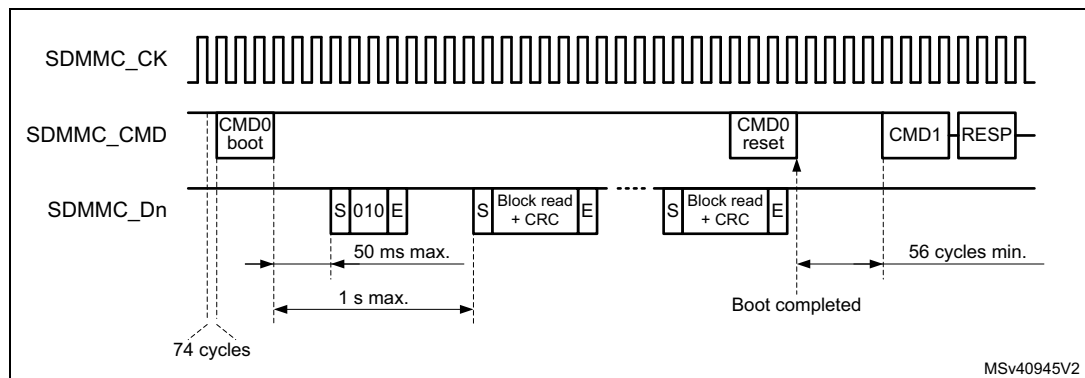 SDMMC_CK
SDMMC_CMD
CMD0
boot
CMD0
reset
CMD1
RESP
SDMMC_Dn
S
010
E
S
Block read
+ CRC
E
S
Block read
+ CRC
E
50 ms max.
56 cycles min.
1 s max.
Boot completed
74 cycles
MSv40945V2